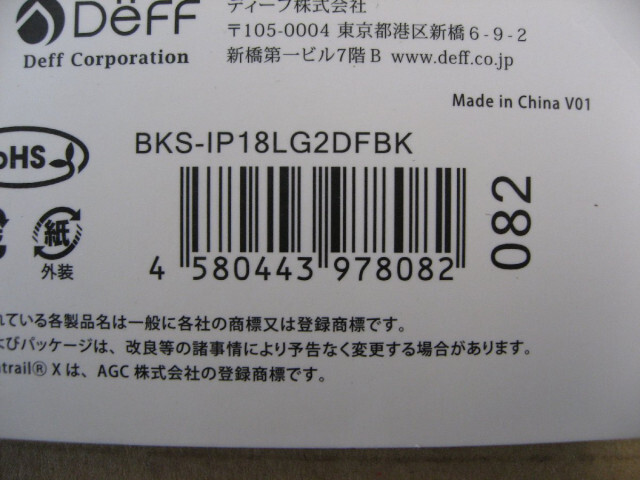 DEFF
Deff Corporation
ディーフ株式会社
〒105-0004 東京都港区新橋6-9-2
新橋第一ビル7階B www.deff.co.jp
Made in China V01
BKS-IP18LG2DFBK
oHS
紙
外装
4 580443 978082
082
れている各製品名は一般に各社の商標又は登録商標です。
よびパッケージは、改良等の諸事情により予告なく変更する場合があります。
ntrail® X は、AGC 株式会社の登録商標です。